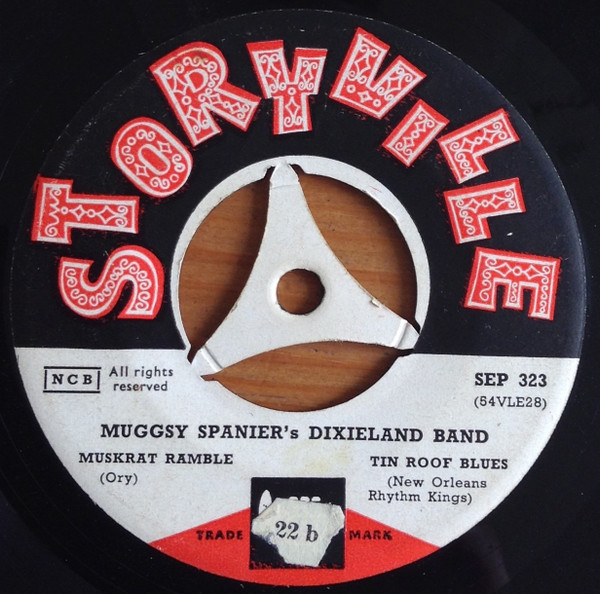 STORYVILLE
NCB
All rights
reserved
SEP 323
(54VLE28)
MUGGSY SPANIER's DIXIELAND BAND
MUSKRAT RAMBLE
(Ory)
TIN ROOF BLUES
(New Orleans
Rhythm Kings)
TRADE MARK
22 b